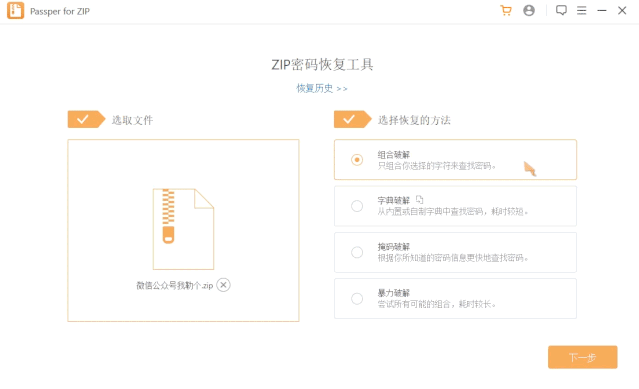 Passper for ZIP
ZIP密码恢复工具
恢复历史 >>
选取文件
选择恢复的方法
微信公众号我勒个.zip
组合破解
只组合你选择的字符来查找密码。
字典破解
从内置或自制字典中查找密码，耗时较短。
掩码破解
根据你所知道的密码信息更快地查找密码。
暴力破解
尝试所有可能的组合，耗时较长。
下一步